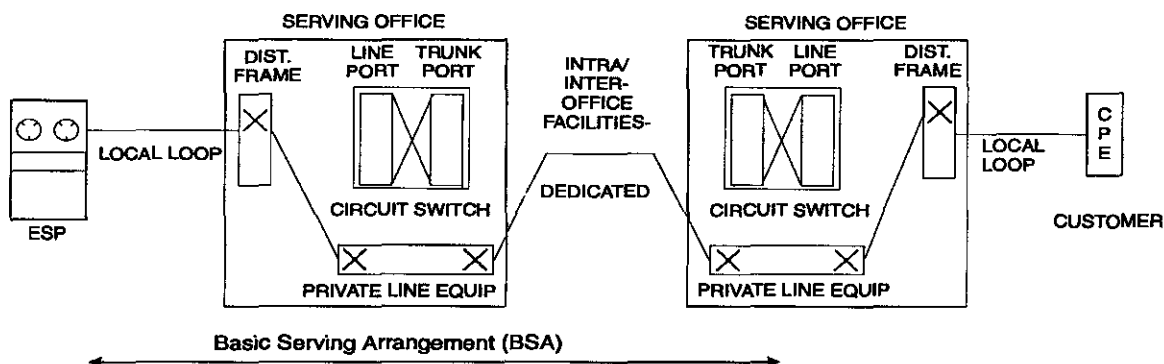 SERVING OFFICE
DIST.
FRAME
LINE
PORT
TRUNK
PORT
ESP
LOCAL LOOP
CIRCUIT SWITCH
PRIVATE LINE EQUIP
INTRA/
INTER-
OFFICE
FACILITIES-
DEDICATED
SERVING OFFICE
TRUNK
PORT
LINE
PORT
DIST.
FRAME
CIRCUIT SWITCH
PRIVATE LINE EQUIP
LOCAL
LOOP
C
P
E
CUSTOMER
Basic Serving Arrangement (BSA)